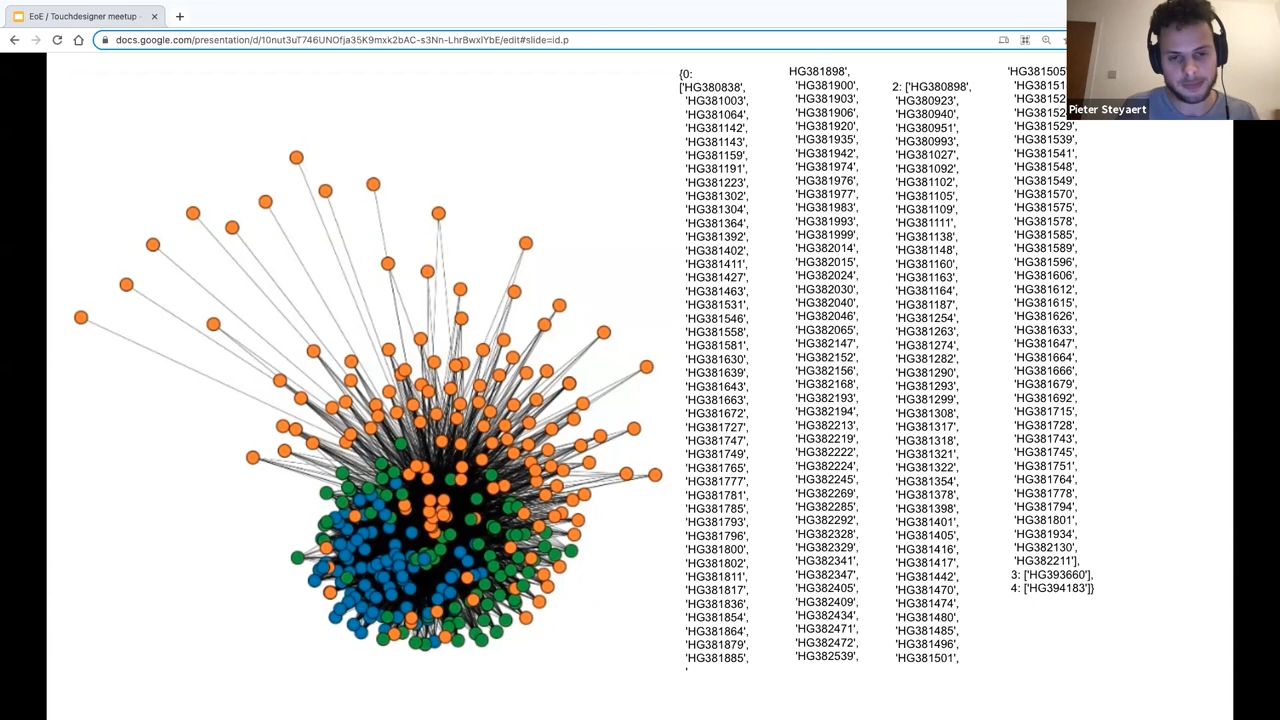 EoE / Touchdesigner meetup
docs.google.com/presentation/d/10nut3uT746UNOfja35K9mxk2bAC-s3Nn-LhrBwxlYbE/edit#slide=id.p
Pieter Steyaert
{0:
['HG380838',
'HG381003',
'HG381064',
'HG381142',
'HG381143',
'HG381159',
'HG381191',
'HG381223',
'HG381302',
'HG381304',
'HG381364',
'HG381392',
'HG381402',
'HG381411',
'HG381427',
'HG381463',
'HG381531',
'HG381546',
'HG381558',
'HG381581',
'HG381630',
'HG381639',
'HG381643',
'HG381663',
'HG381672',
'HG381727',
'HG381747',
'HG381749',
'HG381765',
'HG381777',
'HG381781',
'HG381785',
'HG381793',
'HG381796',
'HG381800',
'HG381802',
'HG381811',
'HG381817',
'HG381836',
'HG381854',
'HG381864',
'HG381879',
'HG381885',
'
HG381898',
'HG381900',
'HG381903',
'HG381906',
'HG381920',
'HG381935',
'HG381942',
'HG381974',
'HG381976',
'HG381977',
'HG381983',
'HG381993',
'HG381999',
'HG382014',
'HG382015',
'HG382024',
'HG382030',
'HG382040',
'HG382046',
'HG382065',
'HG382147',
'HG382152',
'HG382156',
'HG382168',
'HG382193',
'HG382194',
'HG382213',
'HG382219',
'HG382222',
'HG382224',
'HG382245',
'HG382269',
'HG382285',
'HG382292',
'HG382328',
'HG382329',
'HG382341',
'HG382347',
'HG382405',
'HG382409',
'HG382434',
'HG382471',
'HG382472',
'HG382539',
2: ['HG380898',
'HG380923',
'HG380940',
'HG380951',
'HG380993',
'HG381027',
'HG381092',
'HG381102',
'HG381105',
'HG381109',
'HG381111',
'HG381138',
'HG381148',
'HG381160',
'HG381163',
'HG381164',
'HG381187',
'HG381254',
'HG381263',
'HG381274',
'HG381282',
'HG381290',
'HG381293',
'HG381299',
'HG381308',
'HG381317',
'HG381318',
'HG381321',
'HG381322',
'HG381354',
'HG381378',
'HG381398',
'HG381401',
'HG381405',
'HG381416',
'HG381417',
'HG381442',
'HG381470',
'HG381474',
'HG381480',
'HG381485',
'HG381496',
'HG381501',
'HG381505'
'HG38151
'HG38152
'HG38152
'HG381529',
'HG381539',
'HG381541',
'HG381548',
'HG381549',
'HG381570',
'HG381575',
'HG381578',
'HG381585',
'HG381589',
'HG381596',
'HG381606',
'HG381612',
'HG381615',
'HG381626',
'HG381633',
'HG381647',
'HG381664',
'HG381666',
'HG381679',
'HG381692',
'HG381715',
'HG381728',
'HG381743',
'HG381745',
'HG381751',
'HG381764',
'HG381778',
'HG381794',
'HG381801',
'HG381934',
'HG382130',
'HG382211'],
3: ['HG393660'],
4: ['HG394183']}